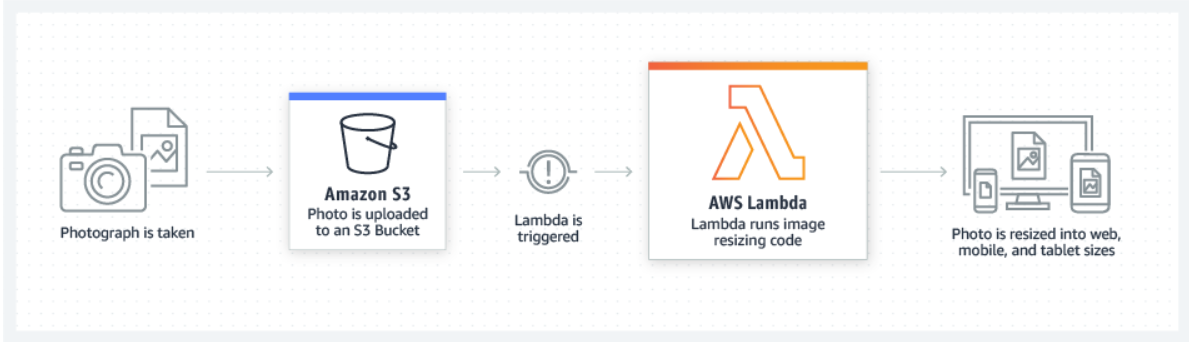 Photograph is taken
Amazon S3
Photo is uploaded
to an S3 Bucket
Lambda is
triggered
AWS Lambda
Lambda runs image
resizing code
Photo is resized into web,
mobile, and tablet sizes